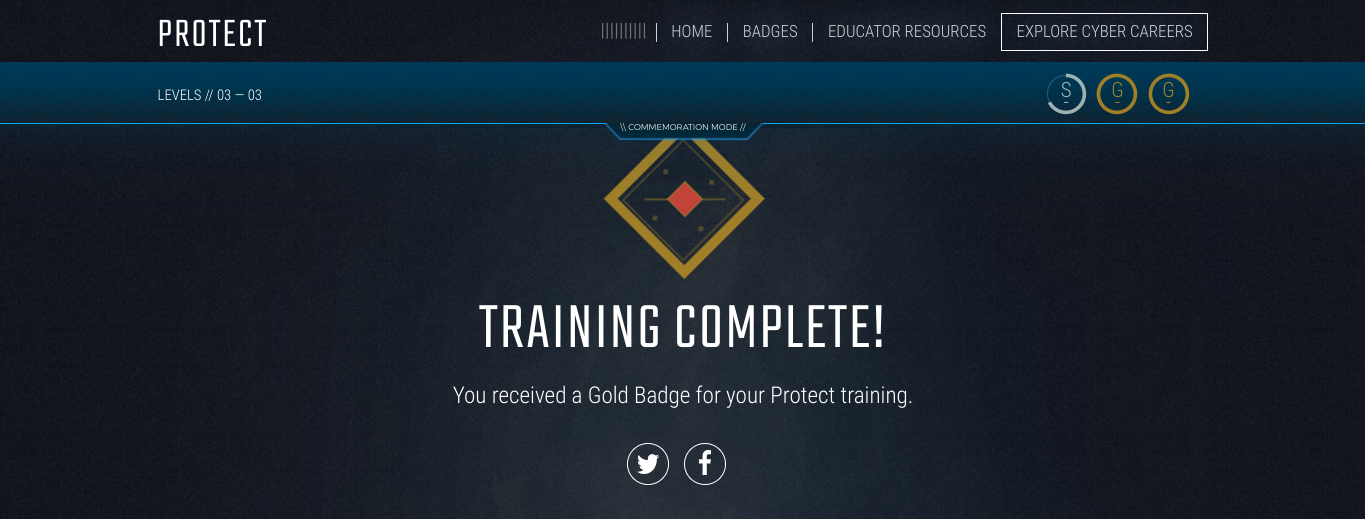 PROTECT
HOME
BADGES
EDUCATOR RESOURCES
EXPLORE CYBER CAREERS
LEVELS // 03 — 03
S
G
G
\\ COMMEMORATION MODE //
TRAINING COMPLETE!
You received a Gold Badge for your Protect training.